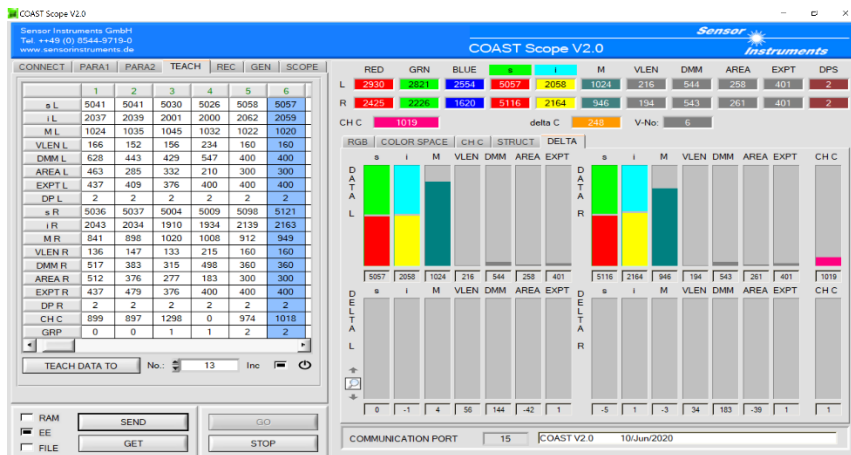 COAST Scope V2.0
Sensor Instruments GmbH
Tel. ++49 (0) 8544-9719-0
www.sensorinstruments.de
COAST Scope V2.0
Sensor
Instruments
CONNECT PARA1 PARA2 TEACH REC GEN SCOPE
1 2 3 4 5 6
s L 5041 5041 5030 5026 5058 5057
i L 2037 2039 2001 2000 2062 2059
M L 1024 1035 1045 1032 1022 1020
VLEN L 166 152 156 234 160 160
DMM L 628 443 429 547 400 400
AREA L 463 285 332 210 300 300
EXPT L 437 409 376 400 400 400
DP L 2 2 2 2 2 2
s R 5036 5037 5004 5009 5098 5121
i R 2043 2034 1910 1934 2139 2163
M R 841 898 1020 1008 912 949
VLEN R 136 147 133 215 160 160
DMM R 517 383 315 498 360 360
AREA R 512 376 277 183 300 300
EXPT R 437 479 376 400 400 400
DP R 2 2 2 2 2 2
CH C 899 897 1298 0 974 1018
GRP 0 0 1 1 2 2
TEACH DATA TO No.: 13 Inc
RAM
EE
FILE
SEND GO
GET STOP
RED GRN BLUE s i M VLEN DMM AREA EXPT DPS
L 2930 2821 2554 5057 2058 1024 216 544 258 401 2
R 2425 2226 1620 5116 2164 946 194 543 261 401 2
CH C 1019 delta C 248 V-No: 6
RGB COLOR SPACE CH C STRUCT DELTA
s i M VLEN DMM AREA EXPT s i M VLEN DMM AREA EXPT CH C
DATA L
DATA R
5057 2058 1024 216 544 258 401 5116 2164 946 194 543 261 401 1019
s i M VLEN DMM AREA EXPT s i M VLEN DMM AREA EXPT CH C
DELTA L
DELTA R
0 -1 4 56 144 -42 1 -5 1 -3 34 183 -39 1 1
COMMUNICATION PORT 15 COAST V2.0 10/Jun/2020